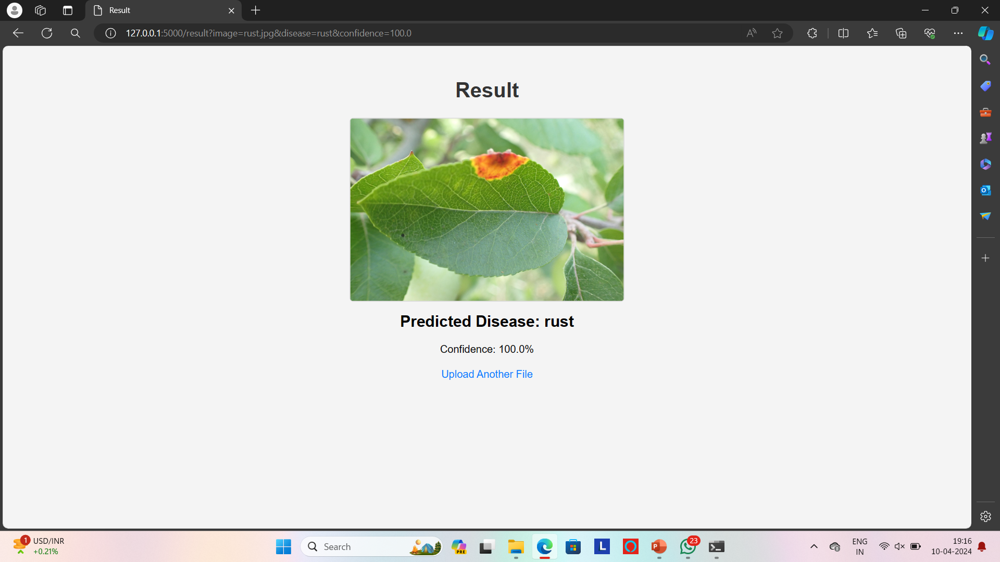 Result
127.0.0.1:5000/result?image=rust.jpg&disease=rust&confidence=100.0
Result
Predicted Disease: rust
Confidence: 100.0%
Upload Another File
1
USD/INR
+0.21%
Search
PRE
L
P
23
ENG
IN
19:16
10-04-2024